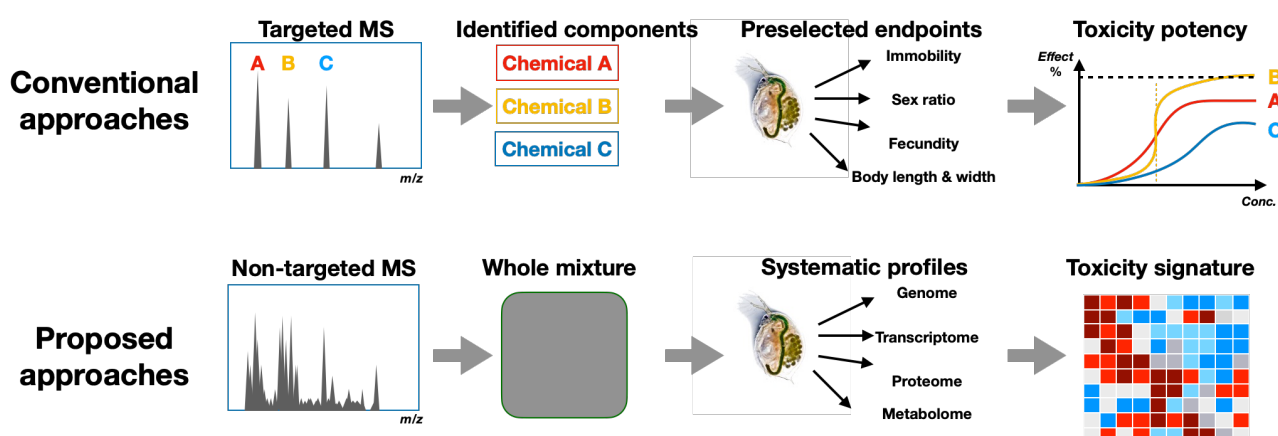 Conventional
approaches
Targeted MS
A B C
m/z
Identified components
Chemical A
Chemical B
Chemical C
Preselected endpoints
Immobility
Sex ratio
Fecundity
Body length & width
Toxicity potency
Effect
%
B
A
C
Conc.
Proposed
approaches
Non-targeted MS
m/z
Whole mixture
Systematic profiles
Genome
Transcriptome
Proteome
Metabolome
Toxicity signature